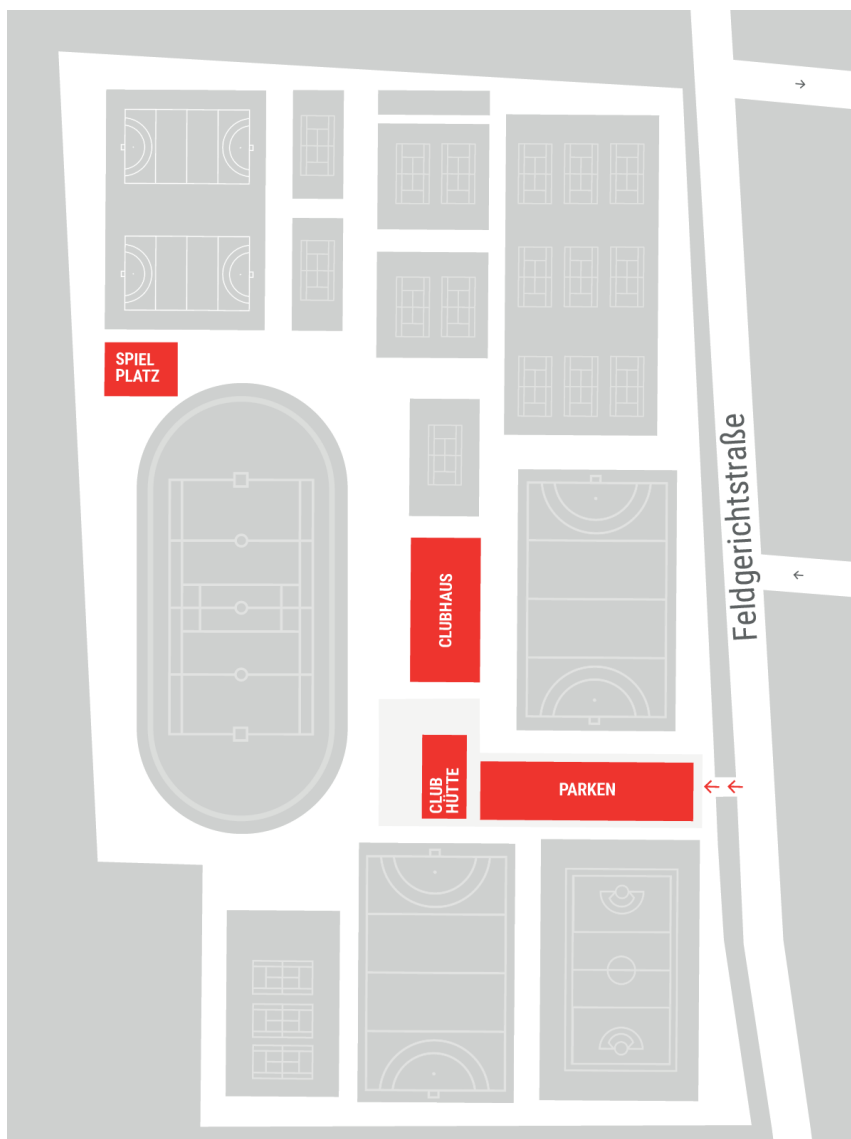 SPIEL
PLATZ
Feldgerichtstraße
CLUBHAUS
CLUB
HÜTTE
PARKEN